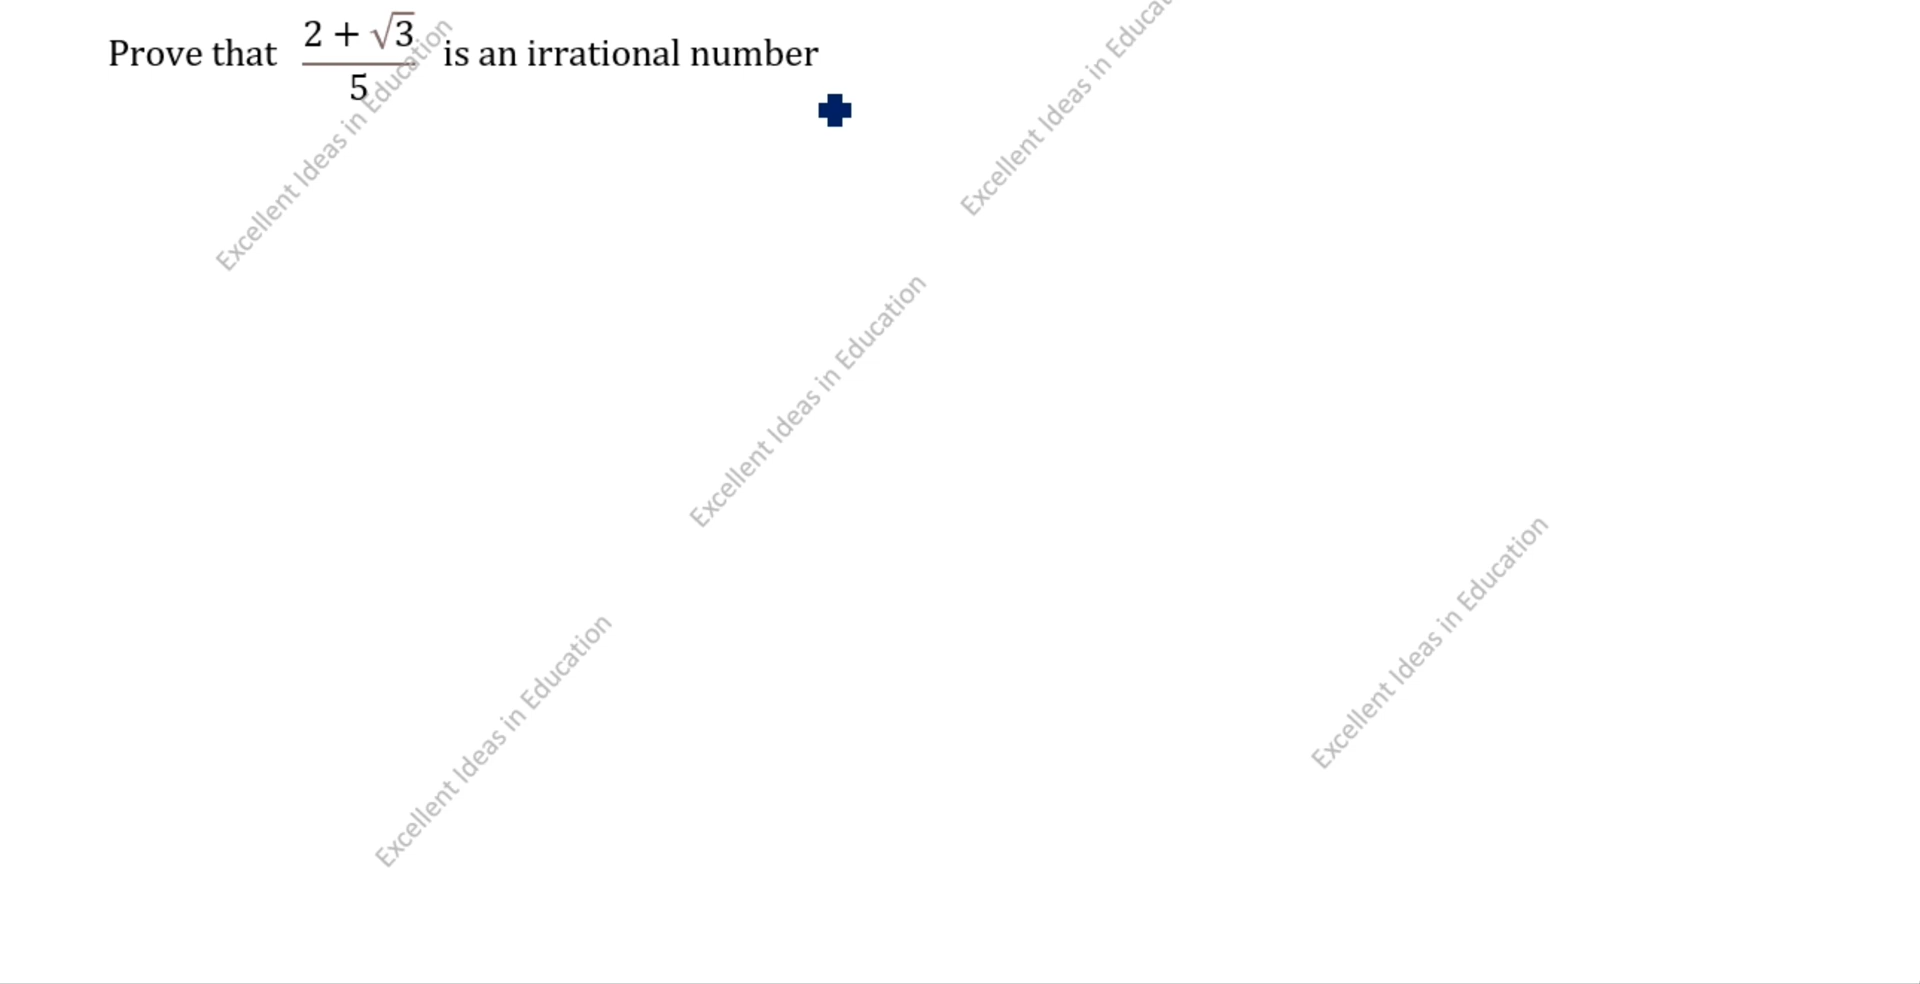 Prove that (2 + √3)/5 is an irrational number
Excellent Ideas in Education
Excellent Ideas in
Excellent Ideas in Education
Excellent Ideas in Education
Excellent Ideas in Education